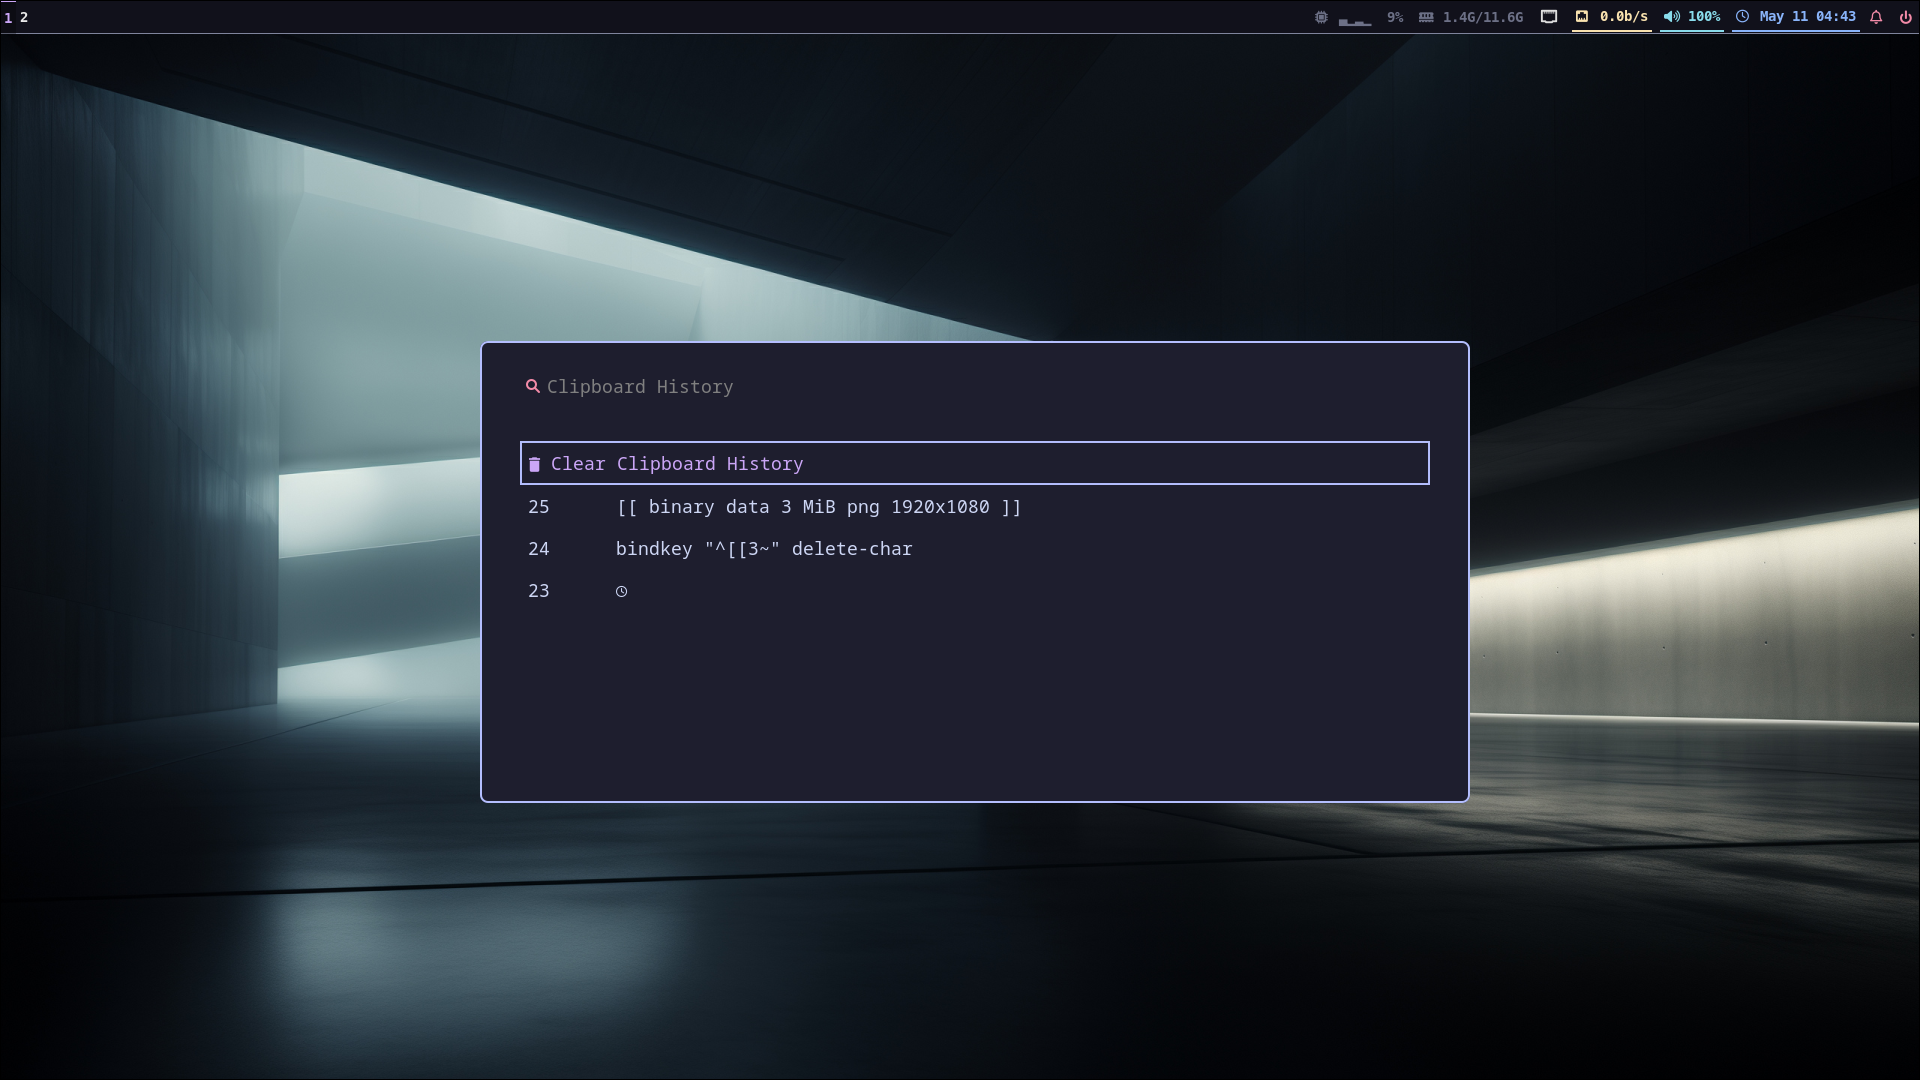 1 2 9% 1.4G/11.6G 0.0b/s 100% May 11 04:43
Clipboard History
Clear Clipboard History
25 [[ binary data 3 MiB png 1920x1080 ]]
24 bindkey "^[[3~" delete-char
23